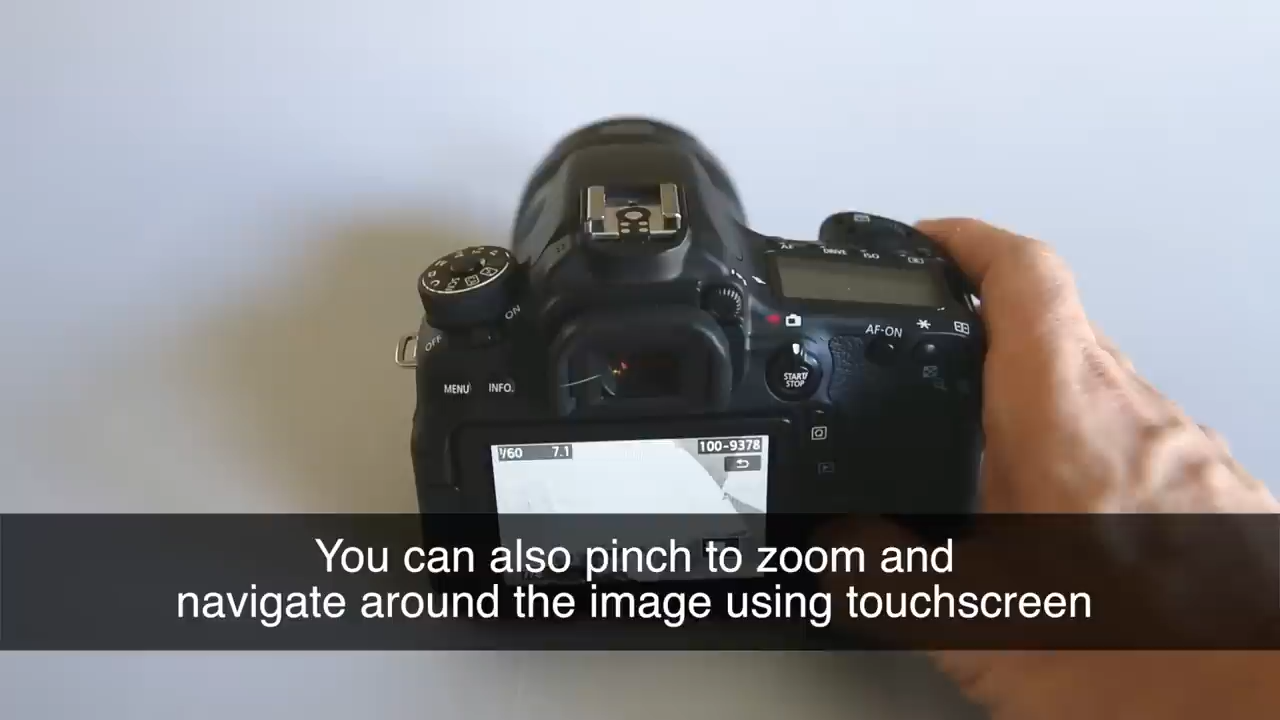 AF DRIVE ISO
ON
OFF
AF-ON
MENU INFO.
START/
STOP
Q
1/60 7.1 100-9378
You can also pinch to zoom and
navigate around the image using touchscreen